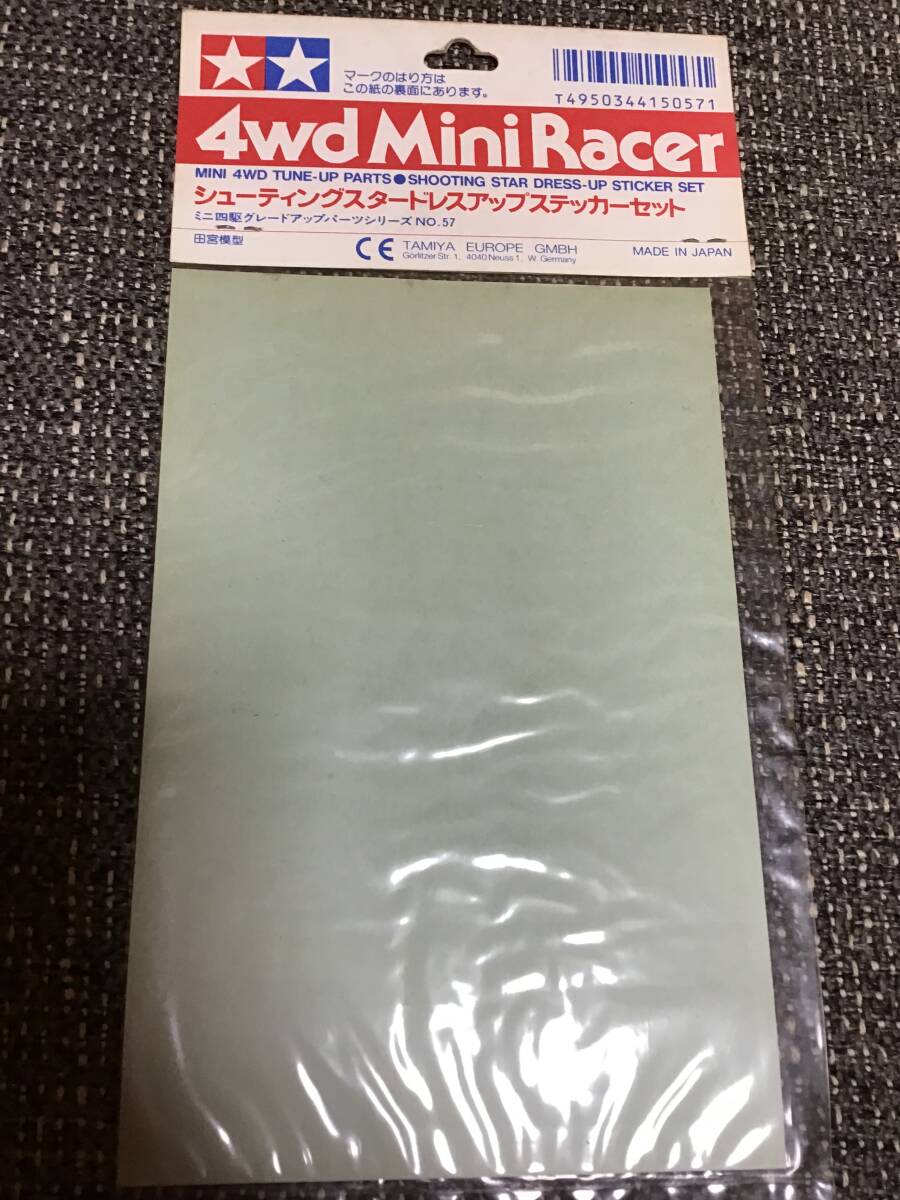 マークのはり方は
この紙の裏面にあります。
T4950344150571
4wd Mini Racer
MINI 4WD TUNE-UP PARTS●SHOOTING STAR DRESS-UP STICKER SET
シューティングスタードレスアップステッカーセット
ミニ四駆グレードアップパーツシリーズ NO.57
田宮模型
CE TAMIYA EUROPE GMBH
Görlitzer Str. 1, 4040 Neuss 1, W. Germany
MADE IN JAPAN